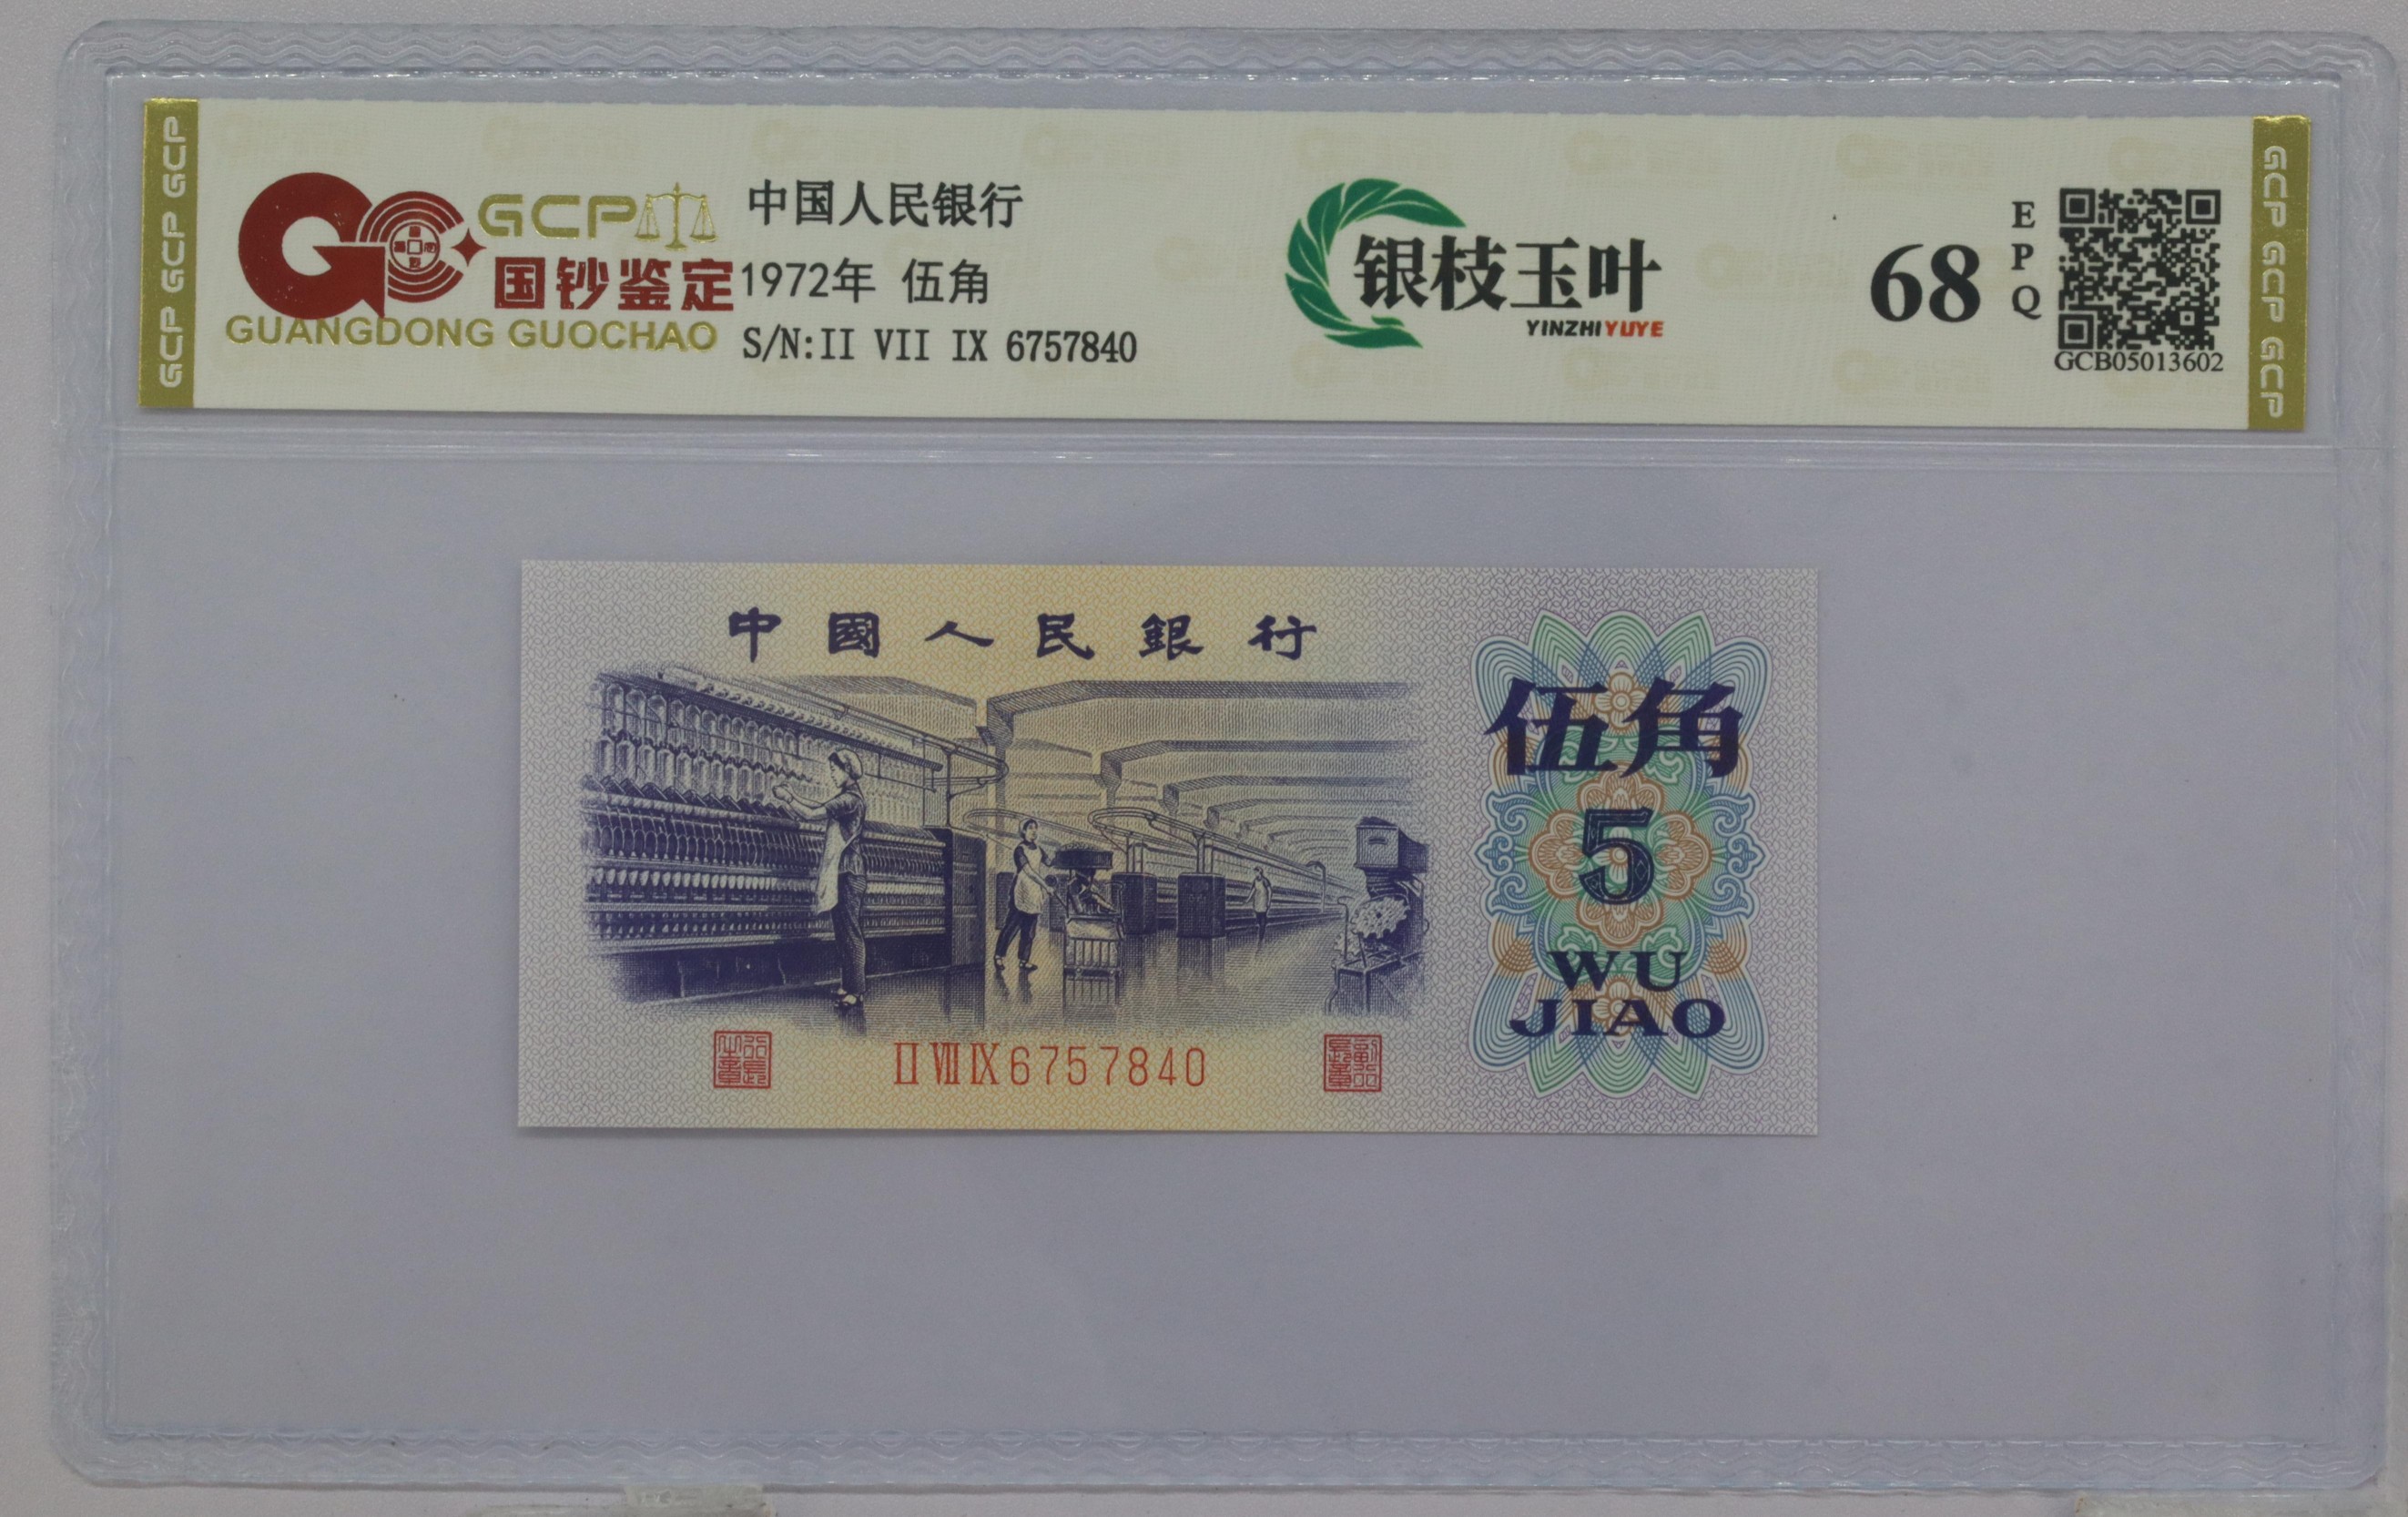 GCP GCP GCP
GCP
国钞鉴定
GUANGDONG GUOCHAO
中国人民银行
1972年 伍角
S/N:II VII IX 6757840
银枝玉叶
YINZHIYUYE
68
EPQ
GCB05013602
GCP GCP GCP
中國人民銀行
伍角
5
WU
JIAO
II VII IX 6757840